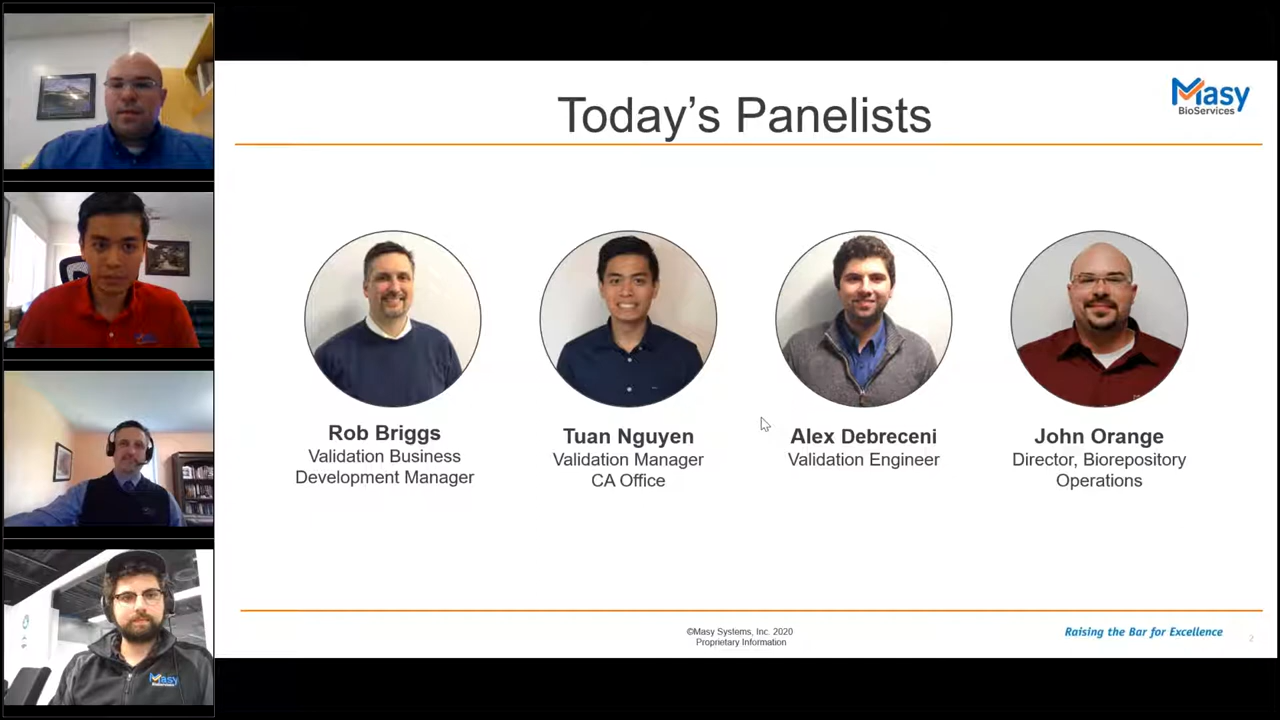 Today's Panelists
Masy
BioServices
Rob Briggs
Validation Business
Development Manager
Tuan Nguyen
Validation Manager
CA Office
Alex Debreceni
Validation Engineer
John Orange
Director, Biorepository
Operations
©Masy Systems, Inc. 2020
Proprietary Information
Raising the Bar for Excellence
2
Masy